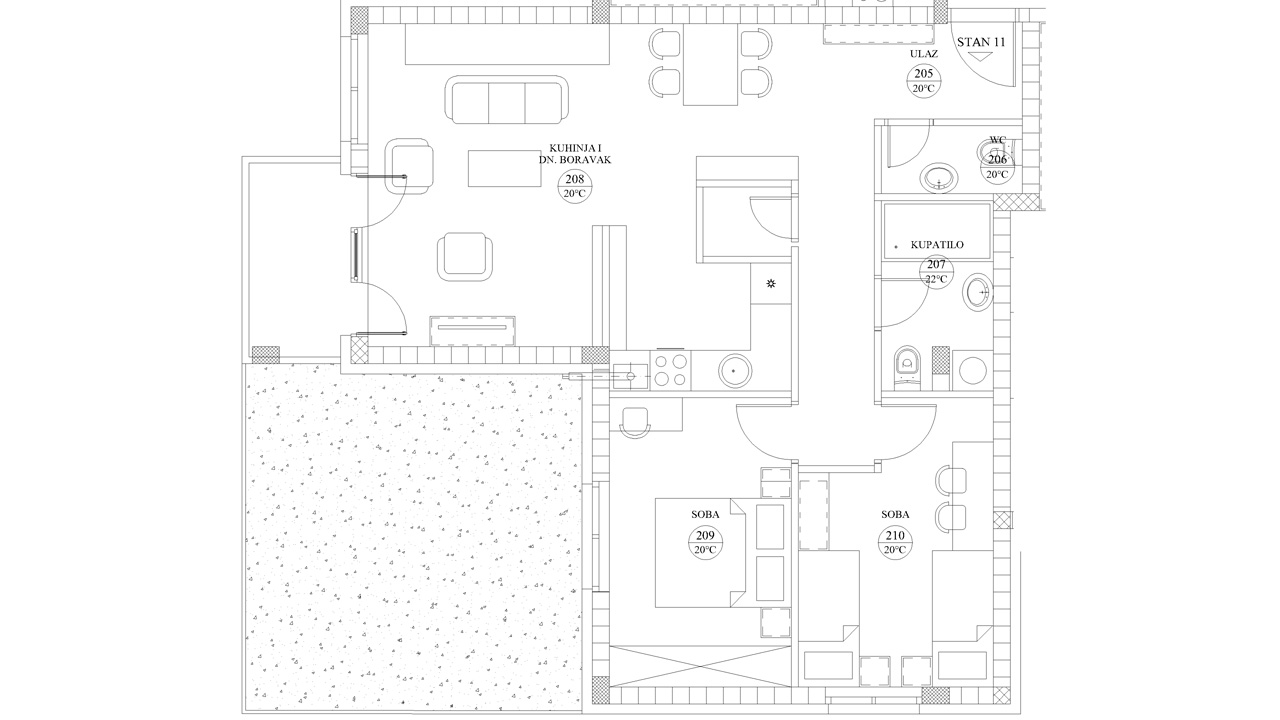 STAN 11
ULAZ
205
20°C
WC
206
20°C
KUHINJA I
DN. BORAVAK
208
20°C
KUPATILO
207
22°C
SOBA
209
20°C
SOBA
210
20°C